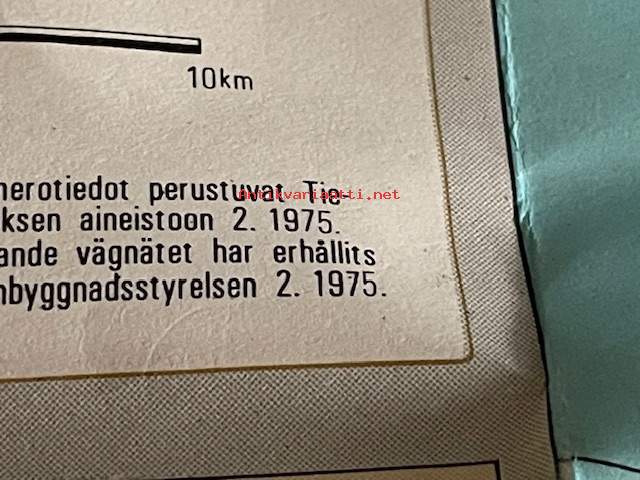 10km
nerotiedot perustuvat Tie-
ksen aineistoon 2. 1975.
ande vägnätet har erhållits
nbyggnadsstyrelsen 2. 1975.
Antikvariaatti.net